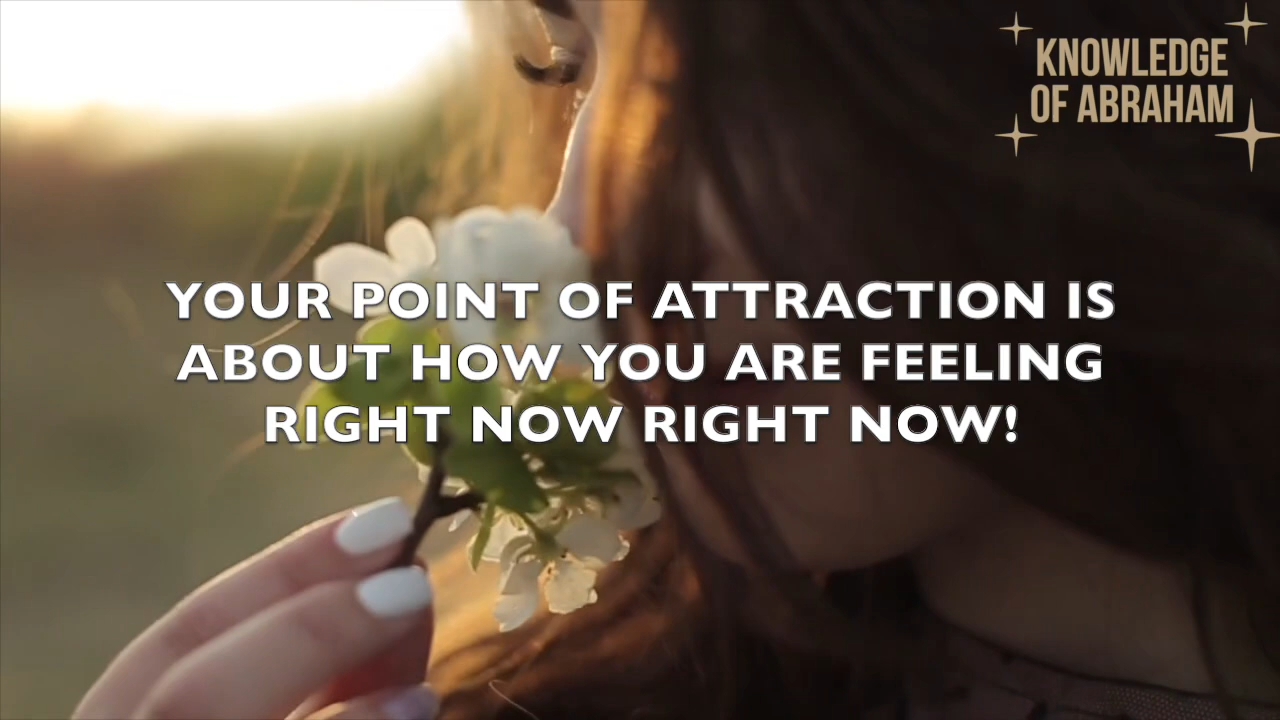 KNOWLEDGE
OF ABRAHAM
YOUR POINT OF ATTRACTION IS
ABOUT HOW YOU ARE FEELING
RIGHT NOW RIGHT NOW!